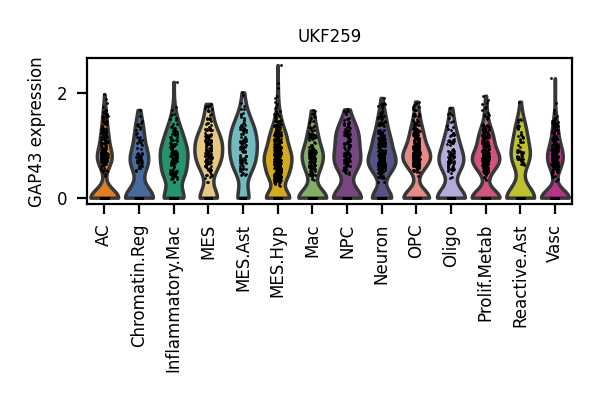 UKF259
GAP43 expression
2
0
AC
Chromatin.Reg
Inflammatory.Mac
MES
MES.Ast
MES.Hyp
Mac
NPC
Neuron
OPC
Oligo
Prolif.Metab
Reactive.Ast
Vasc